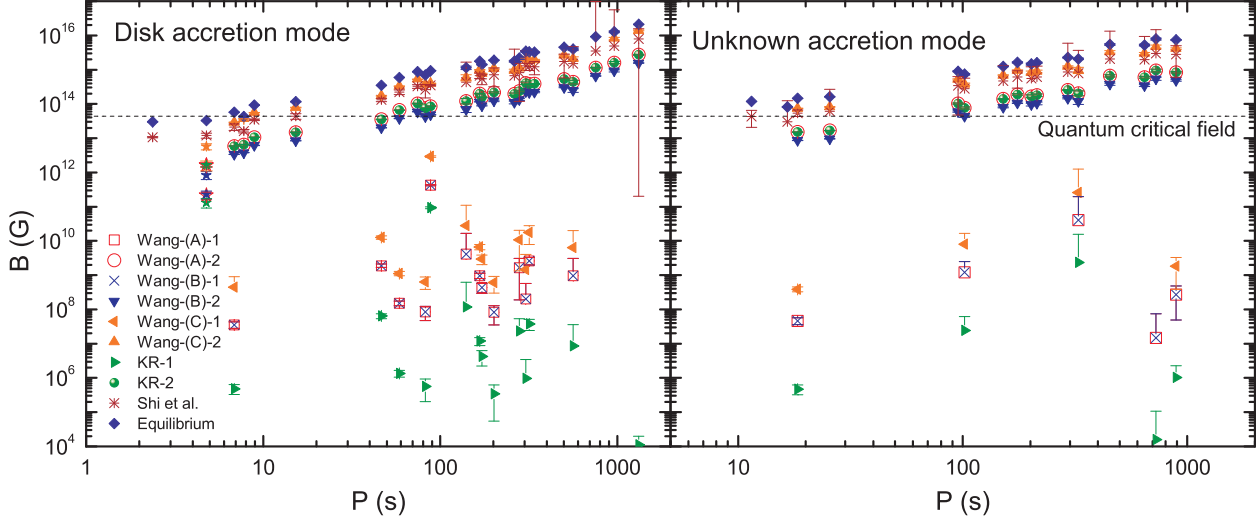 Disk accretion mode
Unknown accretion mode
Quantum critical field
B (G)
10^16
10^14
10^12
10^10
10^8
10^6
10^4
Wang-(A)-1
Wang-(A)-2
Wang-(B)-1
Wang-(B)-2
Wang-(C)-1
Wang-(C)-2
KR-1
KR-2
Shi et al.
Equilibrium
1 10 100 1000
10 100 1000
P (s)
P (s)